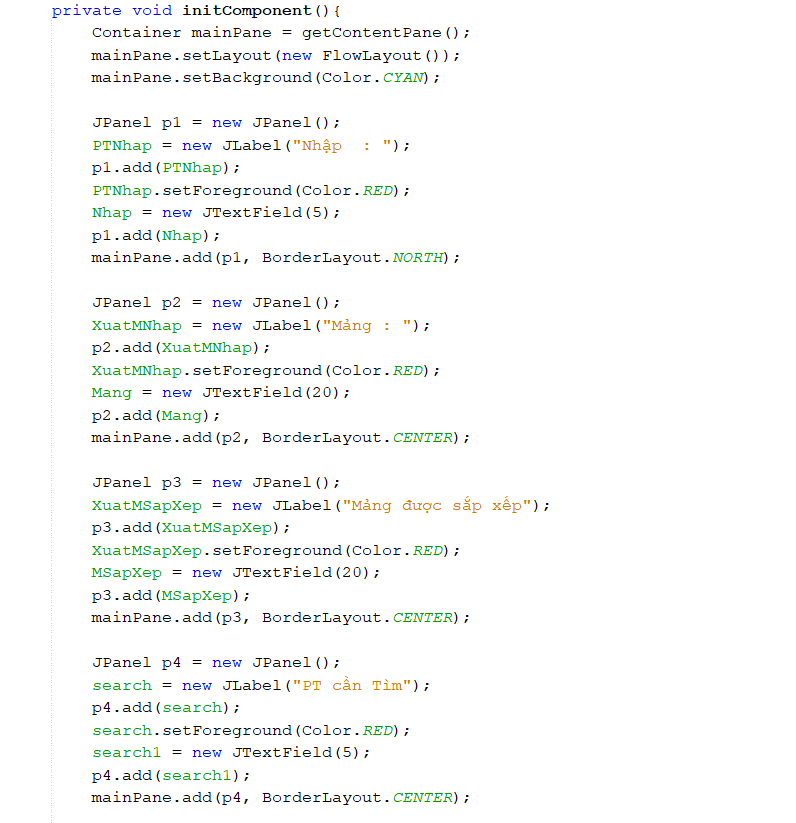 private void initComponent(){
Container mainPane = getContentPane();
mainPane.setLayout(new FlowLayout());
mainPane.setBackground(Color.CYAN);
JPanel p1 = new JPanel();
PTNhap = new JLabel("Nhập  : ");
p1.add(PTNhap);
PTNhap.setForeground(Color.RED);
Nhap = new JTextField(5);
p1.add(Nhap);
mainPane.add(p1, BorderLayout.NORTH);
JPanel p2 = new JPanel();
XuatMNhap = new JLabel("Mảng : ");
p2.add(XuatMNhap);
XuatMNhap.setForeground(Color.RED);
Mang = new JTextField(20);
p2.add(Mang);
mainPane.add(p2, BorderLayout.CENTER);
JPanel p3 = new JPanel();
XuatMSapXep = new JLabel("Mảng được sắp xếp");
p3.add(XuatMSapXep);
XuatMSapXep.setForeground(Color.RED);
MSapXep = new JTextField(20);
p3.add(MSapXep);
mainPane.add(p3, BorderLayout.CENTER);
JPanel p4 = new JPanel();
search = new JLabel("PT cần Tìm");
p4.add(search);
search.setForeground(Color.RED);
search1 = new JTextField(5);
p4.add(search1);
mainPane.add(p4, BorderLayout.CENTER);